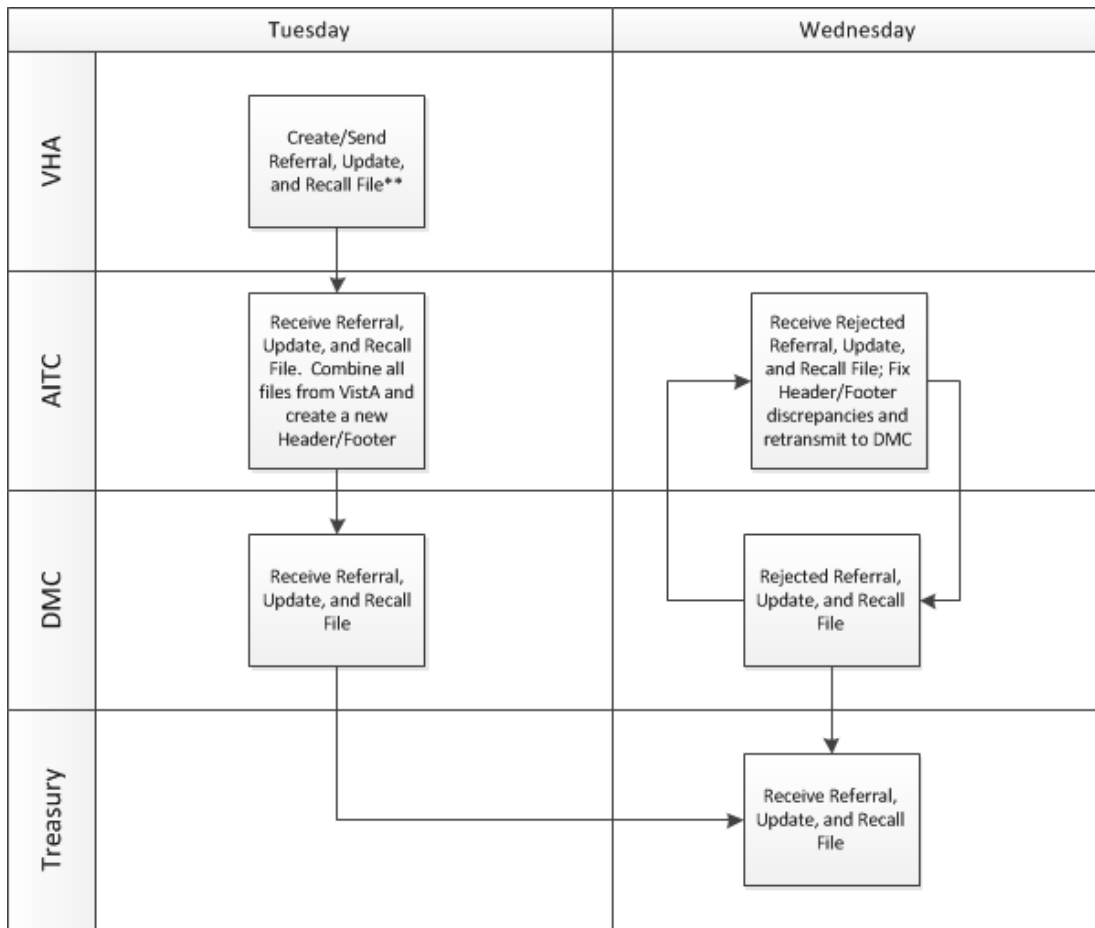 Tuesday
Wednesday
VHA
Create/Send
Referral, Update,
and Recall File**
AITC
Receive Referral,
Update, and Recall
File.  Combine all
files from VistA and
create a new
Header/Footer
Receive Rejected
Referral, Update,
and Recall File; Fix
Header/Footer
discrepancies and
retransmit to DMC
DMC
Receive Referral,
Update, and Recall
File
Rejected Referral,
Update, and Recall
File
Treasury
Receive Referral,
Update, and Recall
File